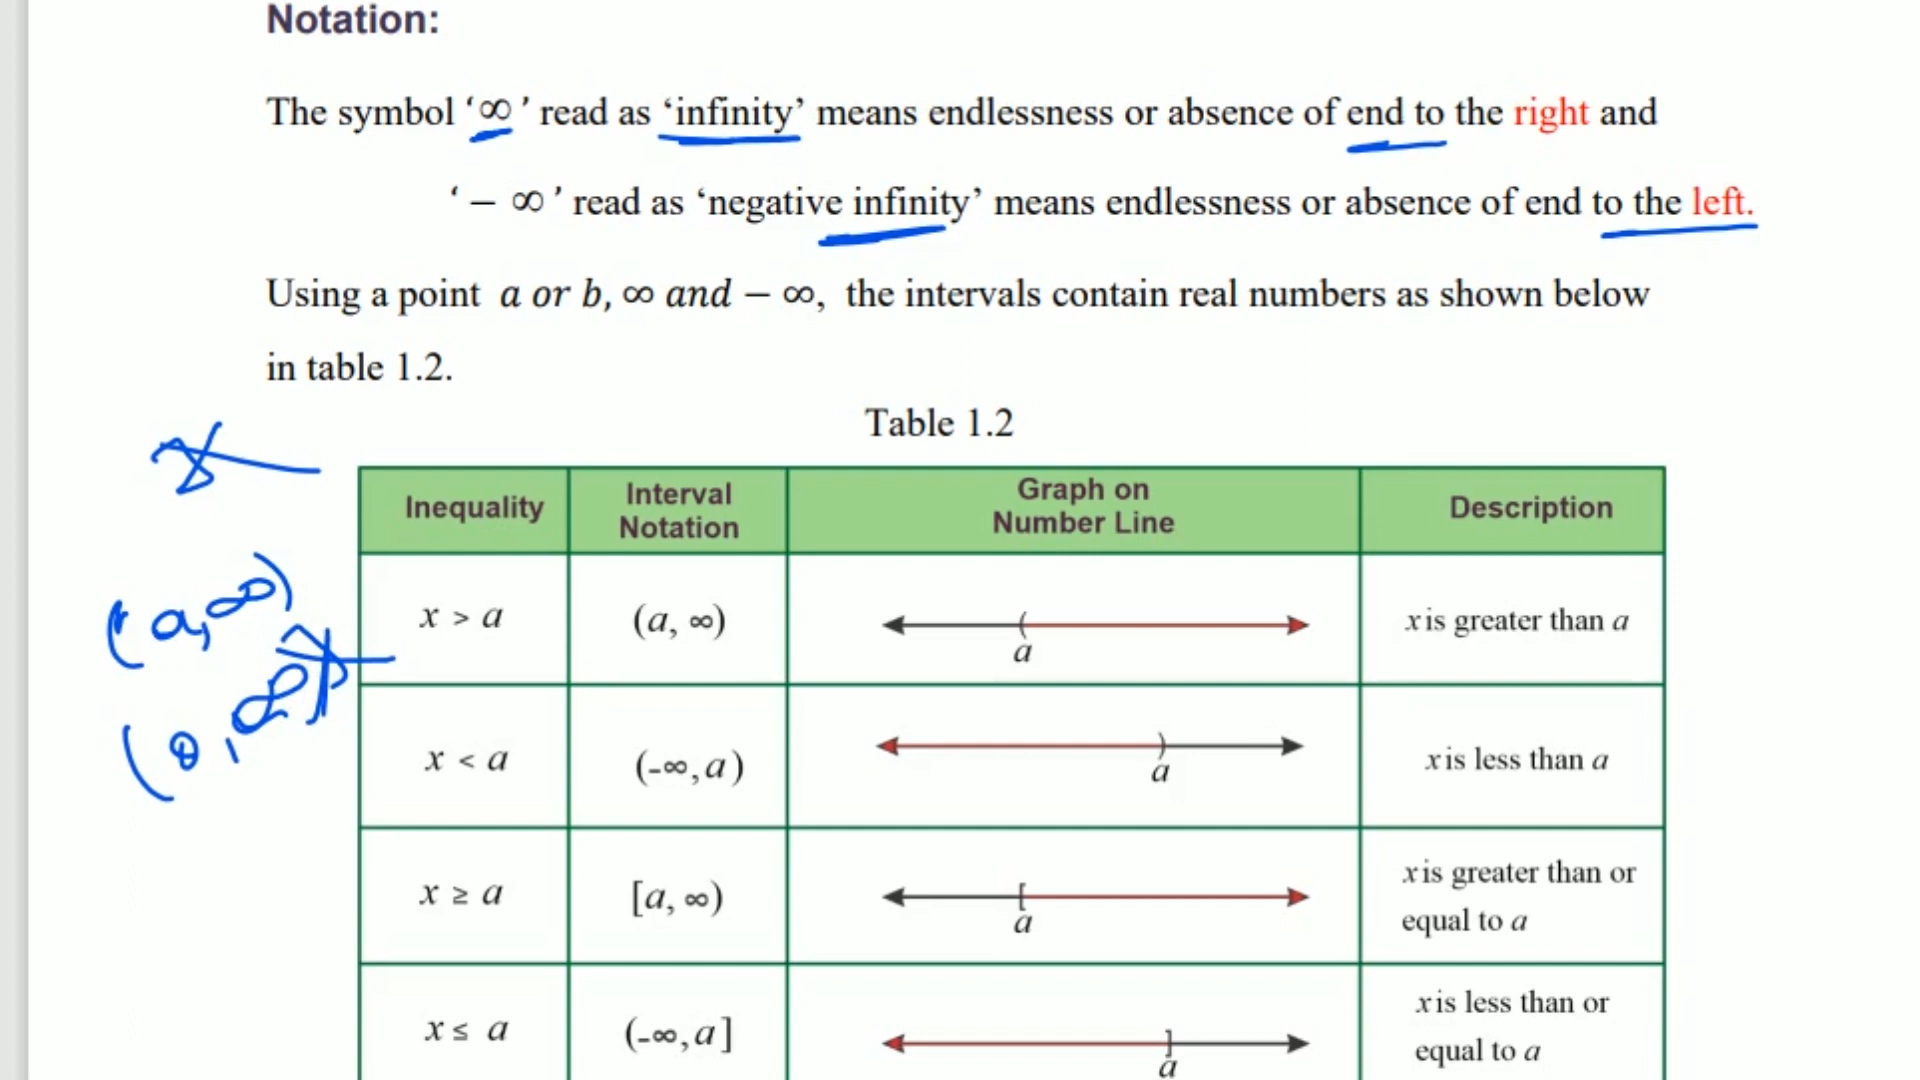 Notation:
The symbol ‘∞’ read as ‘infinity’ means endlessness or absence of end to the right and
‘− ∞’ read as ‘negative infinity’ means endlessness or absence of end to the left.
Using a point a or b, ∞ and − ∞, the intervals contain real numbers as shown below
in table 1.2.
Table 1.2
Inequality
Interval
Notation
Graph on
Number Line
Description
(a, ∞)
x > a
(a, ∞)
a
x is greater than a
x < a
(-∞, a)
a
x is less than a
x ≥ a
[a, ∞)
a
x is greater than or
equal to a
x ≤ a
(-∞, a]
a
x is less than or
equal to a